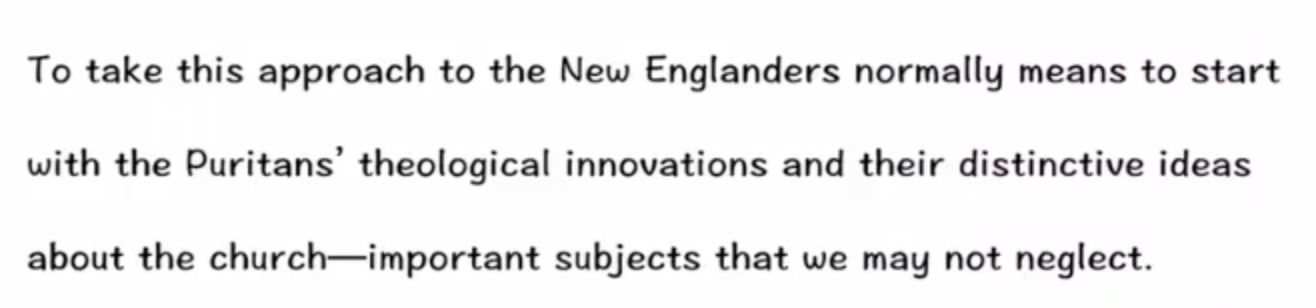 To take this approach to the New Englanders normally means to start
with the Puritans’ theological innovations and their distinctive ideas
about the church—important subjects that we may not neglect.